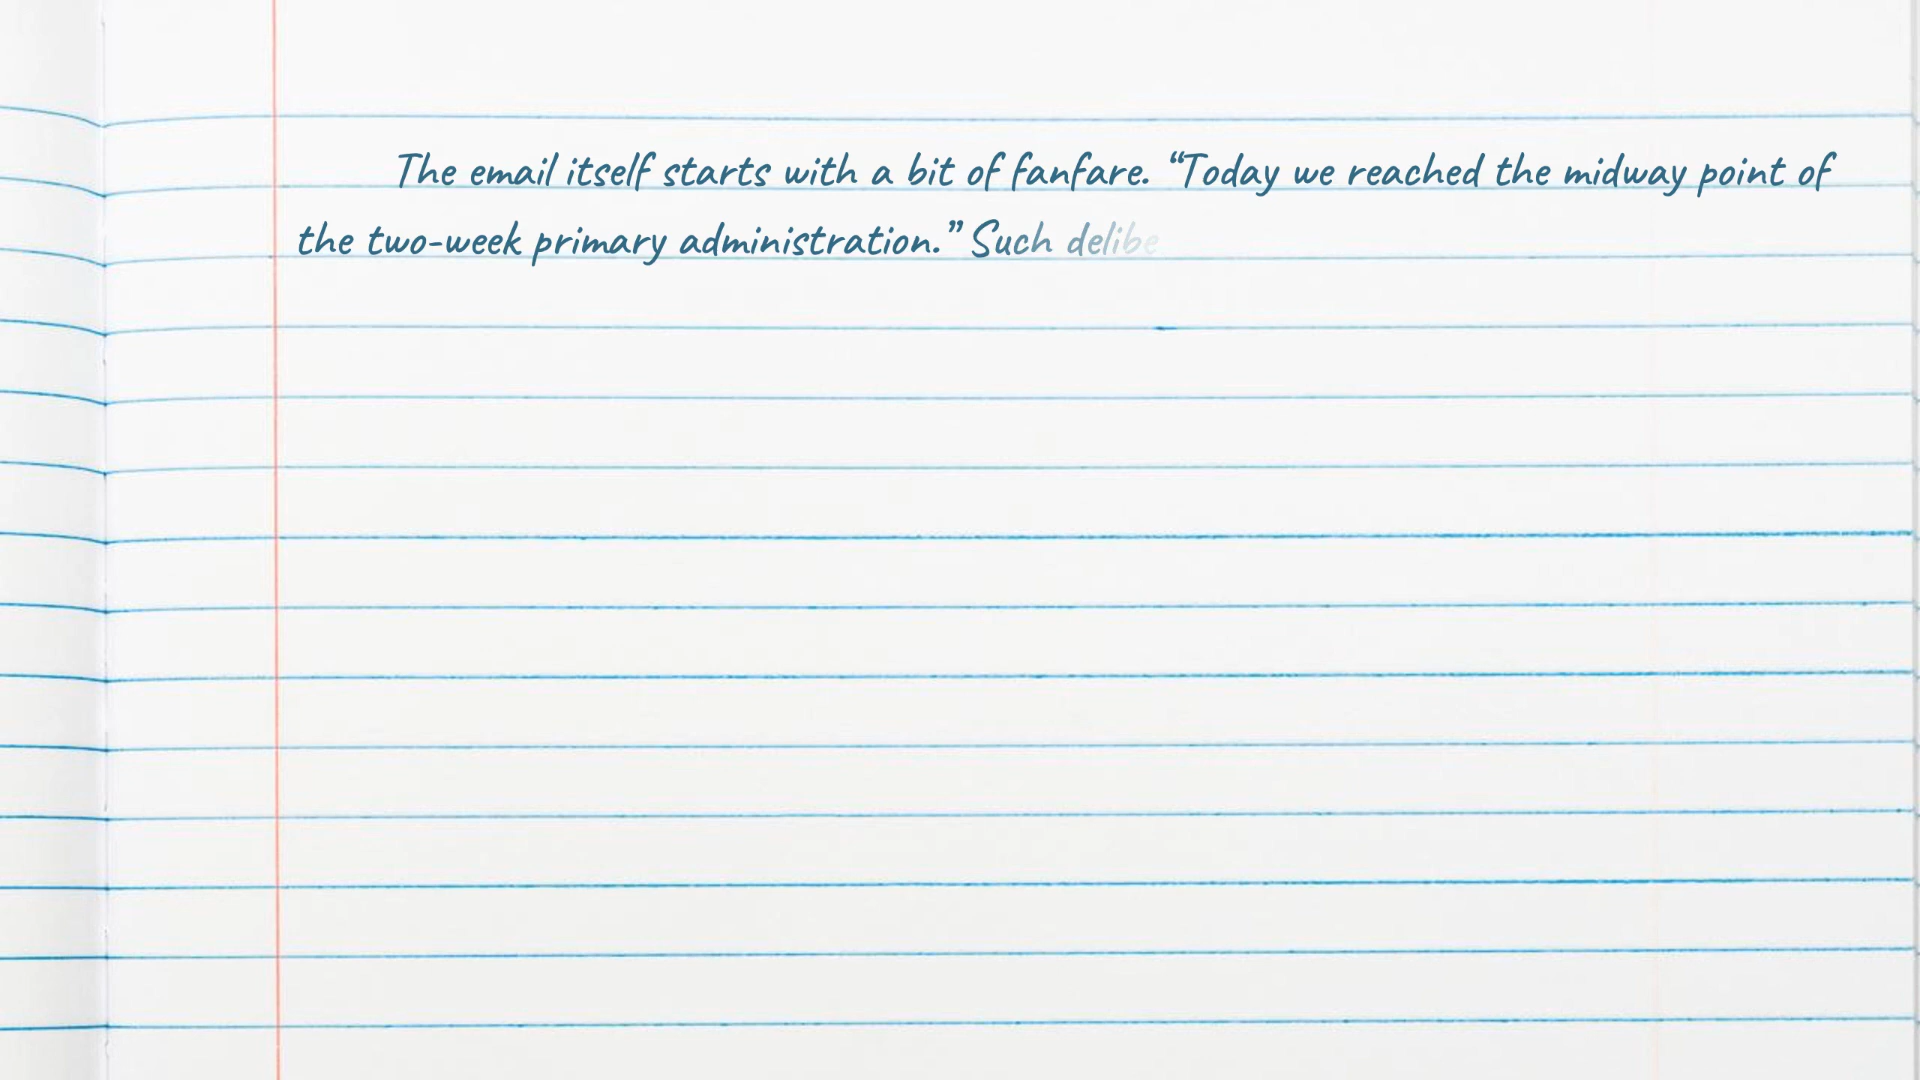 The email itself starts with a bit of fanfare. “Today we reached the midway point of
the two-week primary administration.” Such delibe